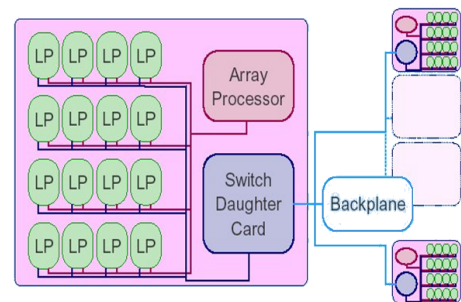 LP LP LP LP
Array
Processor
LP LP LP LP
LP LP LP LP
Switch
Daughter
Card
Backplane
LP LP LP LP